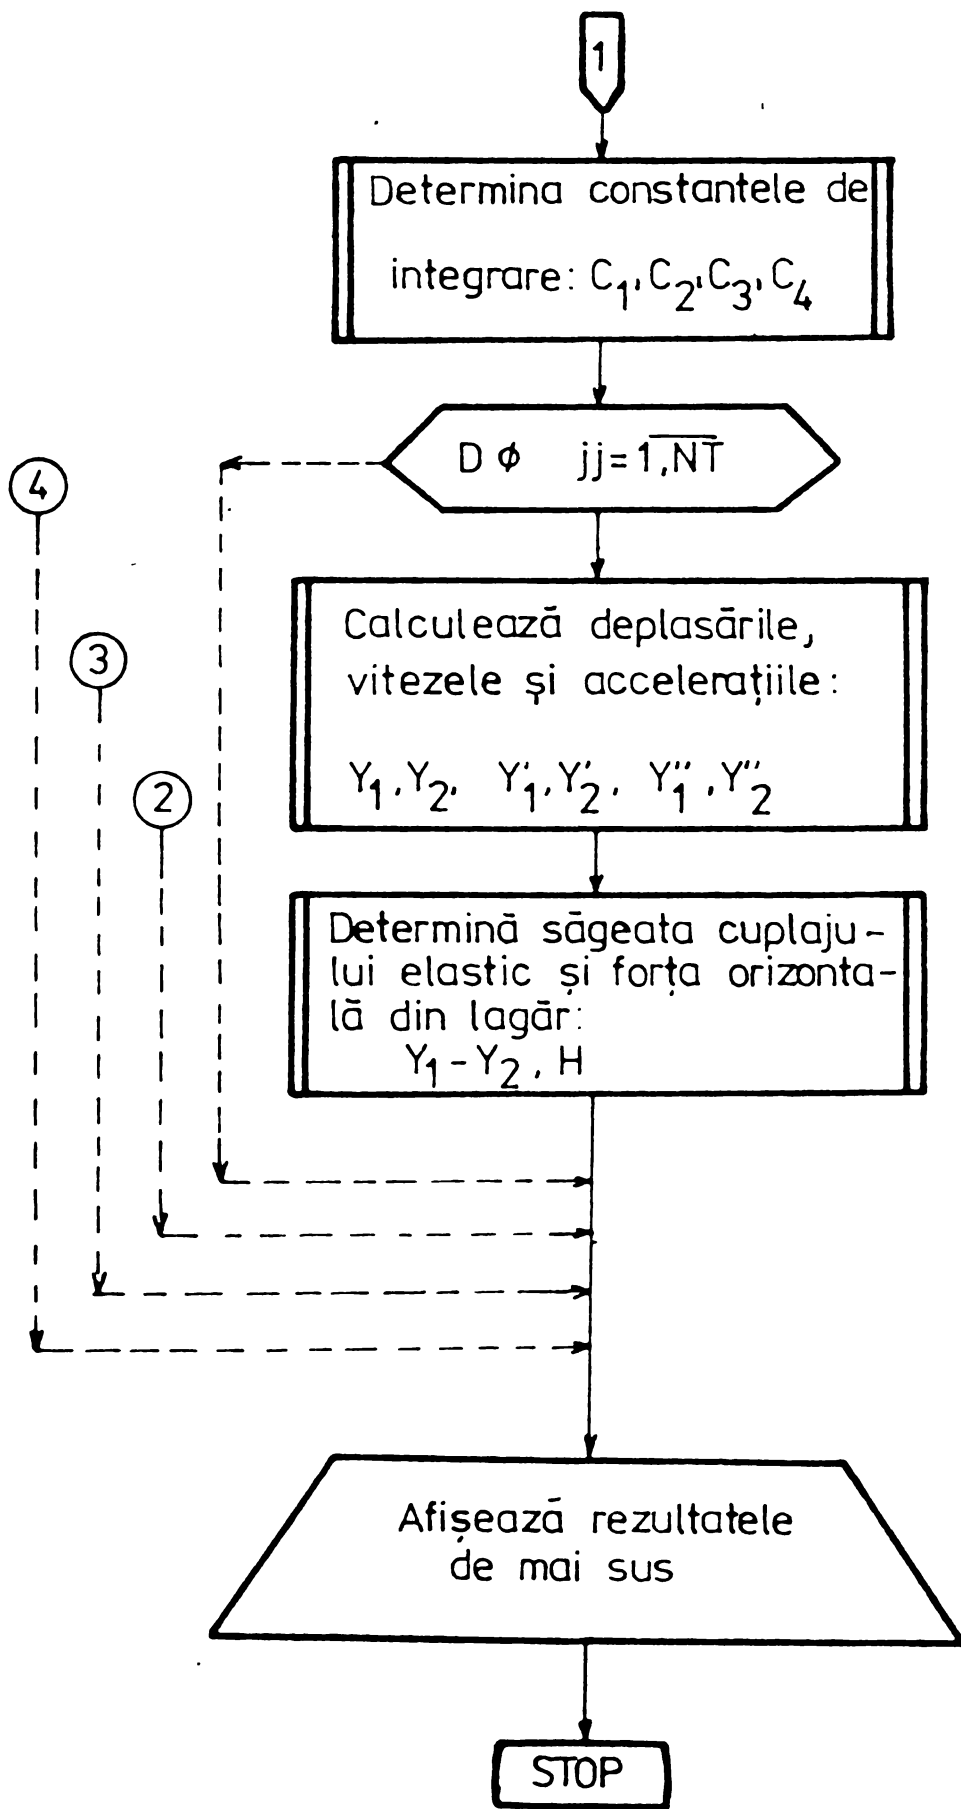 1
Determina constantele de
integrare: C₁, C₂, C₃, C₄
DØ jj=1,N̅T̅
4
Calculează deplasările,
3
vitezele și accelerațiile:
Y₁, Y₂, Y'₁, Y'₂, Y''₁, Y''₂
2
Determină săgeata cuplaju-
lui elastic și forța orizonta-
lă din lagăr:
Y₁-Y₂, H
Afișează rezultatele
de mai sus
STOP